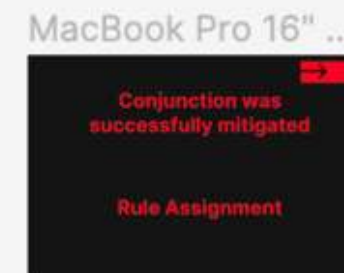 MacBook Pro 16" ...
→
Conjunction was
successfully mitigated
Rule Assignment